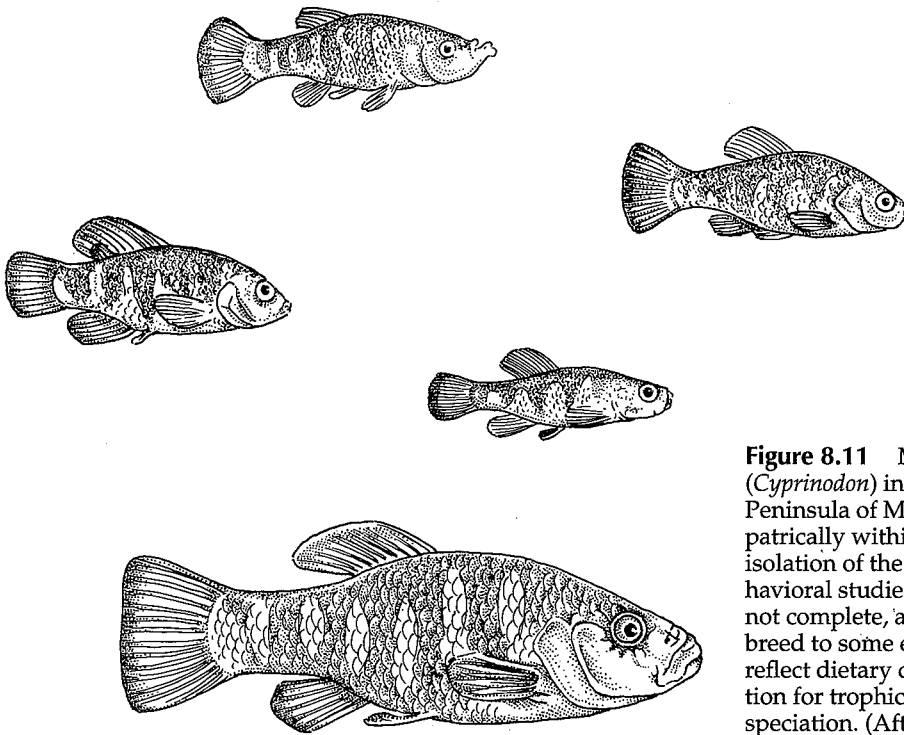 Figure 8.11
(Cyprinodon) in
Peninsula of M
patrically within
isolation of the
havioral studie
not complete, a
breed to some e
reflect dietary d
tion for trophic
speciation. (Aft